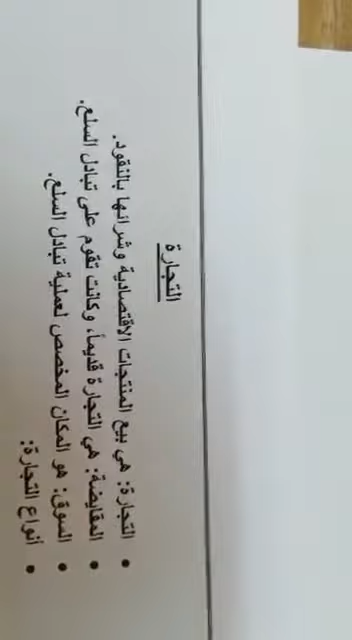 التجارة
• التجارة: هي بيع المنتجات الاقتصادية وشرائها بالنقود.
• المقايضة: هي التجارة قديماً، وكانت تقوم على تبادل السلع.
• السوق: هو المكان المخصص لعملية تبادل السلع.
• أنواع التجارة: